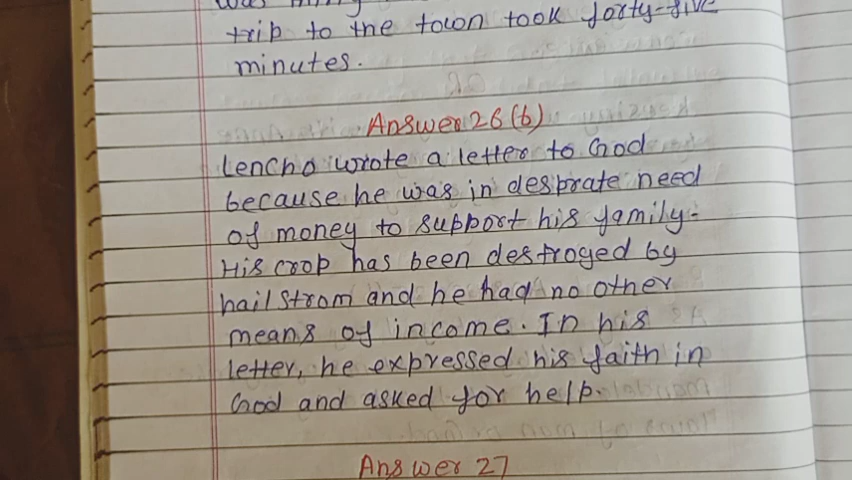 trip to the town took forty-five
minutes.
Answer 26 (b)
Lencho wrote a letter to God
because he was in desprate need
of money to support his family.
His crop has been destroyed by
hail strom and he had no other
means of income. In his
letter, he expressed his faith in
God and asked for help.
Answer 27